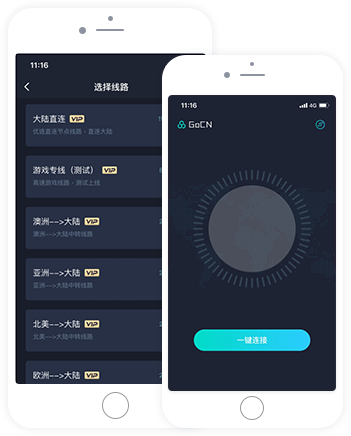 11:16
选择线路
大陆直连 VIP
优选直连节点线路 - 直连大陆
游戏专线（测试） VIP
高速游戏线路 - 测试上线
澳洲-->大陆 VIP
澳洲-->大陆中转线路
亚洲-->大陆 VIP
亚洲-->大陆中转线路
北美-->大陆 VIP
北美-->大陆中转线路
欧洲-->大陆 VIP
11:16
4G
GoCN
一键连接